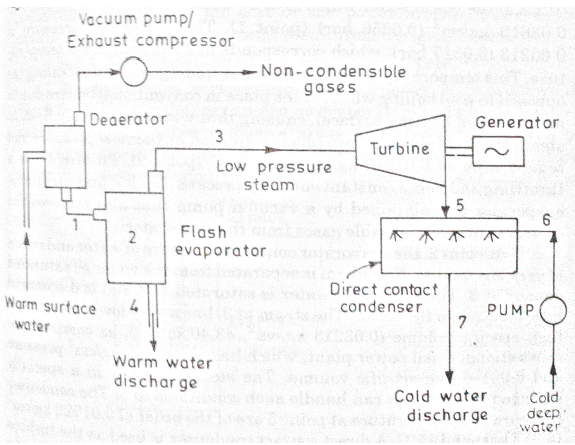 Vacuum pump/
Exhaust compressor
Non-condensible
gases
Deaerator
3
Low pressure
steam
Turbine
Generator
1
2
Flash
evaporator
4
5
6
Direct contact
condenser
PUMP
7
Warm surface
water
Warm water
discharge
Cold water
discharge
Cold
deep
water